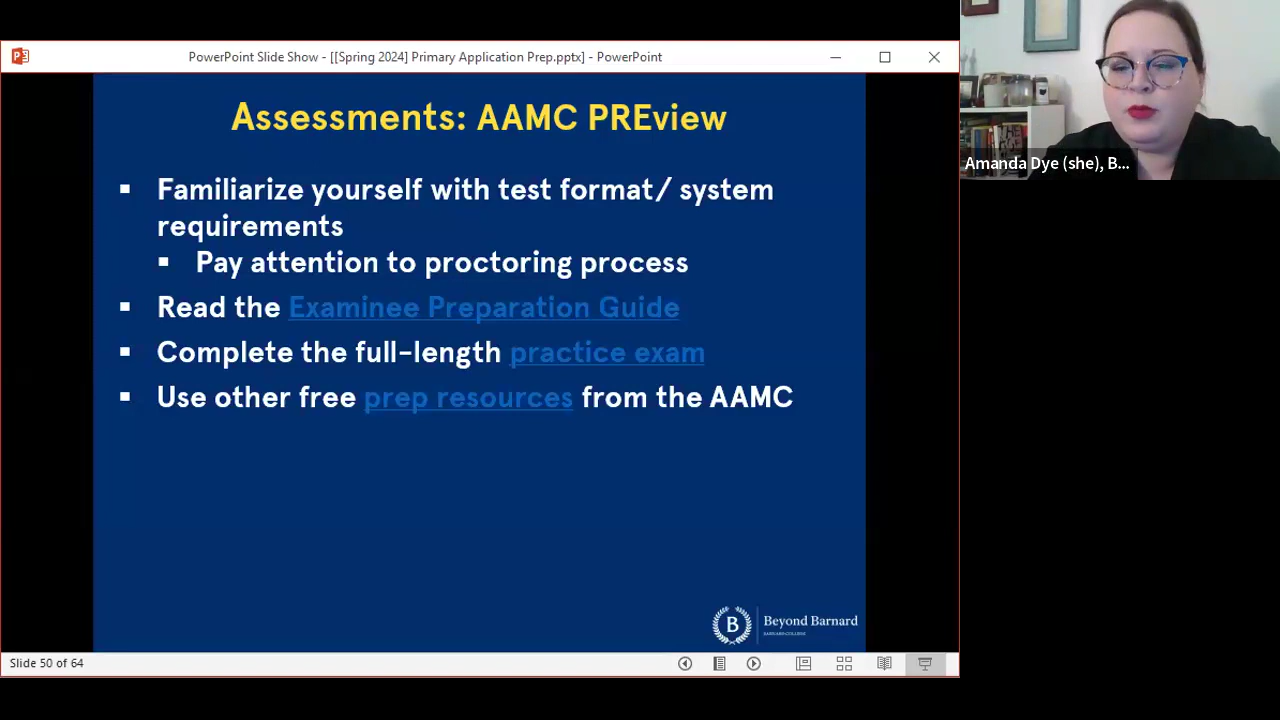 PowerPoint Slide Show - [[Spring 2024] Primary Application Prep.pptx] - PowerPoint
Assessments: AAMC PREview
▪ Familiarize yourself with test format/ system
requirements
▪ Pay attention to proctoring process
▪ Read the Examinee Preparation Guide
▪ Complete the full-length practice exam
▪ Use other free prep resources from the AAMC
B
Beyond Barnard
BARNARD COLLEGE
Slide 50 of 64
Amanda Dye (she), B...